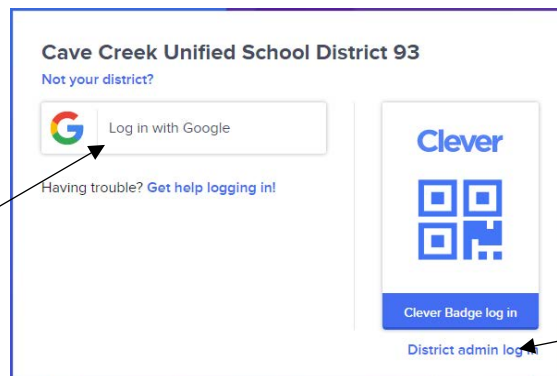 Cave Creek Unified School District 93
Not your district?
Log in with Google
Having trouble? Get help logging in!
Clever
Clever Badge log in
District admin log in